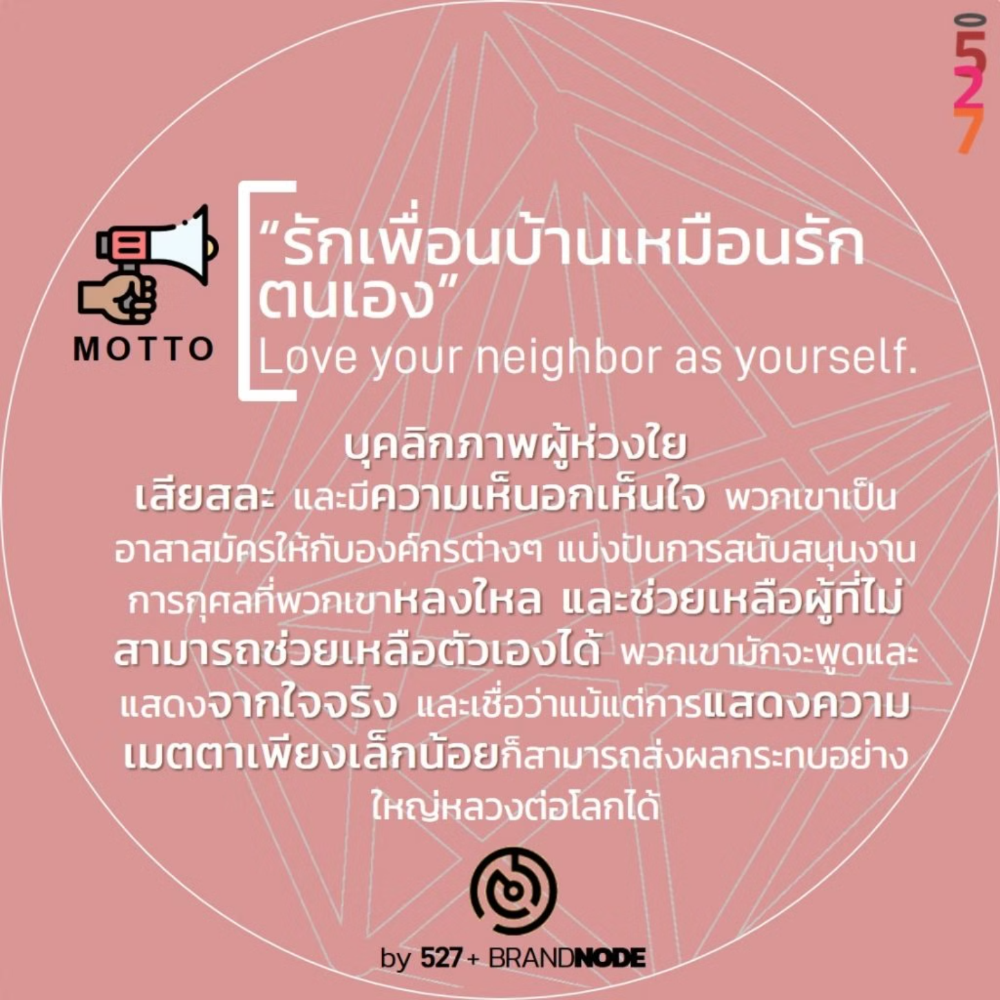 0
5
2
7
“รักเพื่อนบ้านเหมือนรัก
ตนเอง”
Love your neighbor as yourself.
MOTTO
บุคลิกภาพผู้ห่วงใย
เสียสละ และมีความเห็นอกเห็นใจ พวกเขาเป็น
อาสาสมัครให้กับองค์กรต่างๆ แบ่งปันการสนับสนุนงาน
การกุศลที่พวกเขาหลงใหล และช่วยเหลือผู้ที่ไม่
สามารถช่วยเหลือตัวเองได้ พวกเขามักจะพูดและ
แสดงจากใจจริง และเชื่อว่าแม้แต่การแสดงความ
เมตตาเพียงเล็กน้อยก็สามารถส่งผลกระทบอย่าง
ใหญ่หลวงต่อโลกได้
by 527+ BRANDNODE